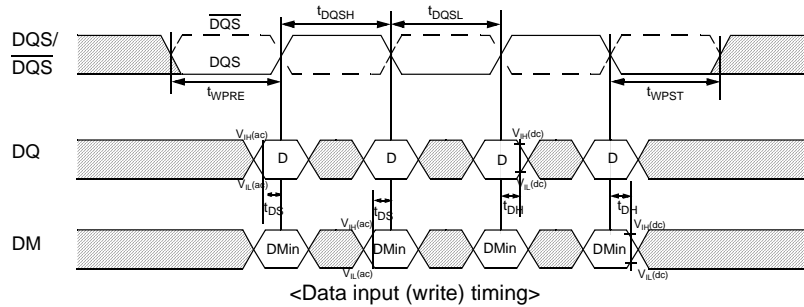 DQS
tDQSH tDQSL
DQS/
DQS
DQS
tWPRE tWPST
VIH(ac) VIH(dc)
DQ D D D D
VIL(ac) VIL(dc)
tDS tDS tDH tDH
VIH(ac) VIH(dc)
DM DMin DMin DMin DMin
VIL(ac) VIL(dc)
<Data input (write) timing>